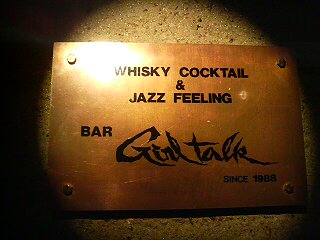 WHISKY COCKTAIL
&
JAZZ FEELING
BAR Girl talk
SINCE 1988